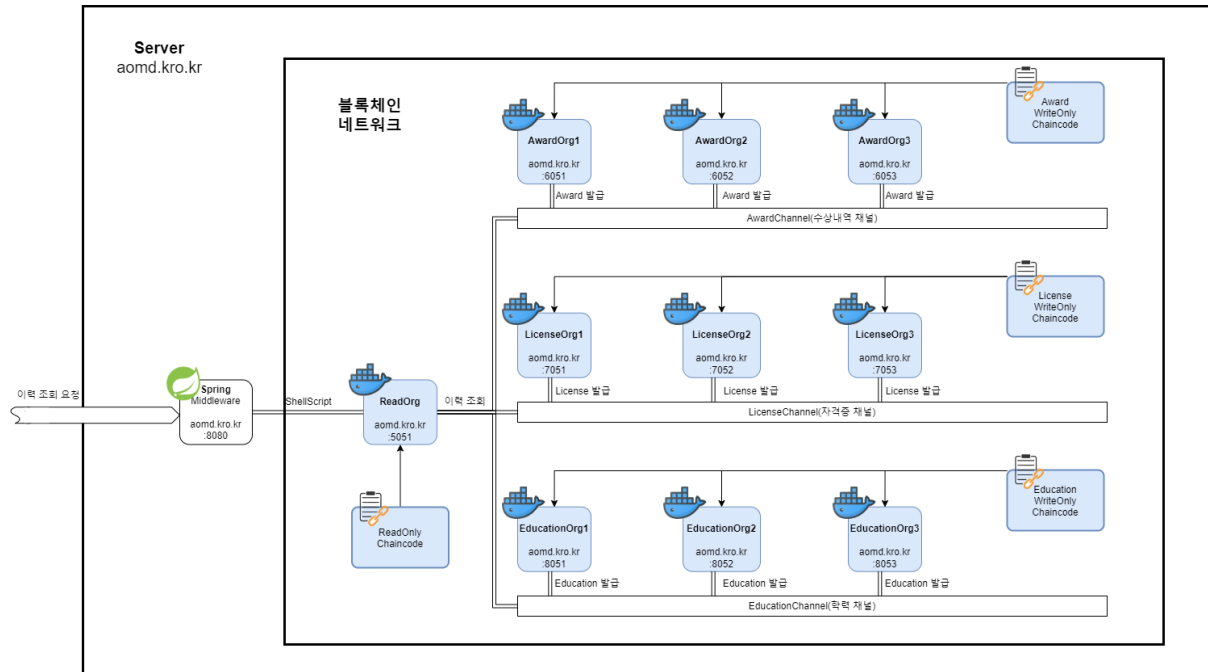 Server
aomd.kro.kr
블록체인
네트워크
Award
WriteOnly
Chaincode
AwardOrg1
aomd.kro.kr
:6051
AwardOrg2
aomd.kro.kr
:6052
AwardOrg3
aomd.kro.kr
:6053
Award 발급
Award 발급
Award 발급
AwardChannel(수상내역 채널)
License
WriteOnly
Chaincode
LicenseOrg1
aomd.kro.kr
:7051
LicenseOrg2
aomd.kro.kr
:7052
LicenseOrg3
aomd.kro.kr
:7053
License 발급
License 발급
License 발급
LicenseChannel(자격증 채널)
이력 조회 요청
Spring
Middleware
aomd.kro.kr
:8080
ShellScript
ReadOrg
aomd.kro.kr
:5051
이력 조회
ReadOnly
Chaincode
Education
WriteOnly
Chaincode
EducationOrg1
aomd.kro.kr
:8051
EducationOrg2
aomd.kro.kr
:8052
EducationOrg3
aomd.kro.kr
:8053
Education 발급
Education 발급
Education 발급
EducationChannel(학력 채널)